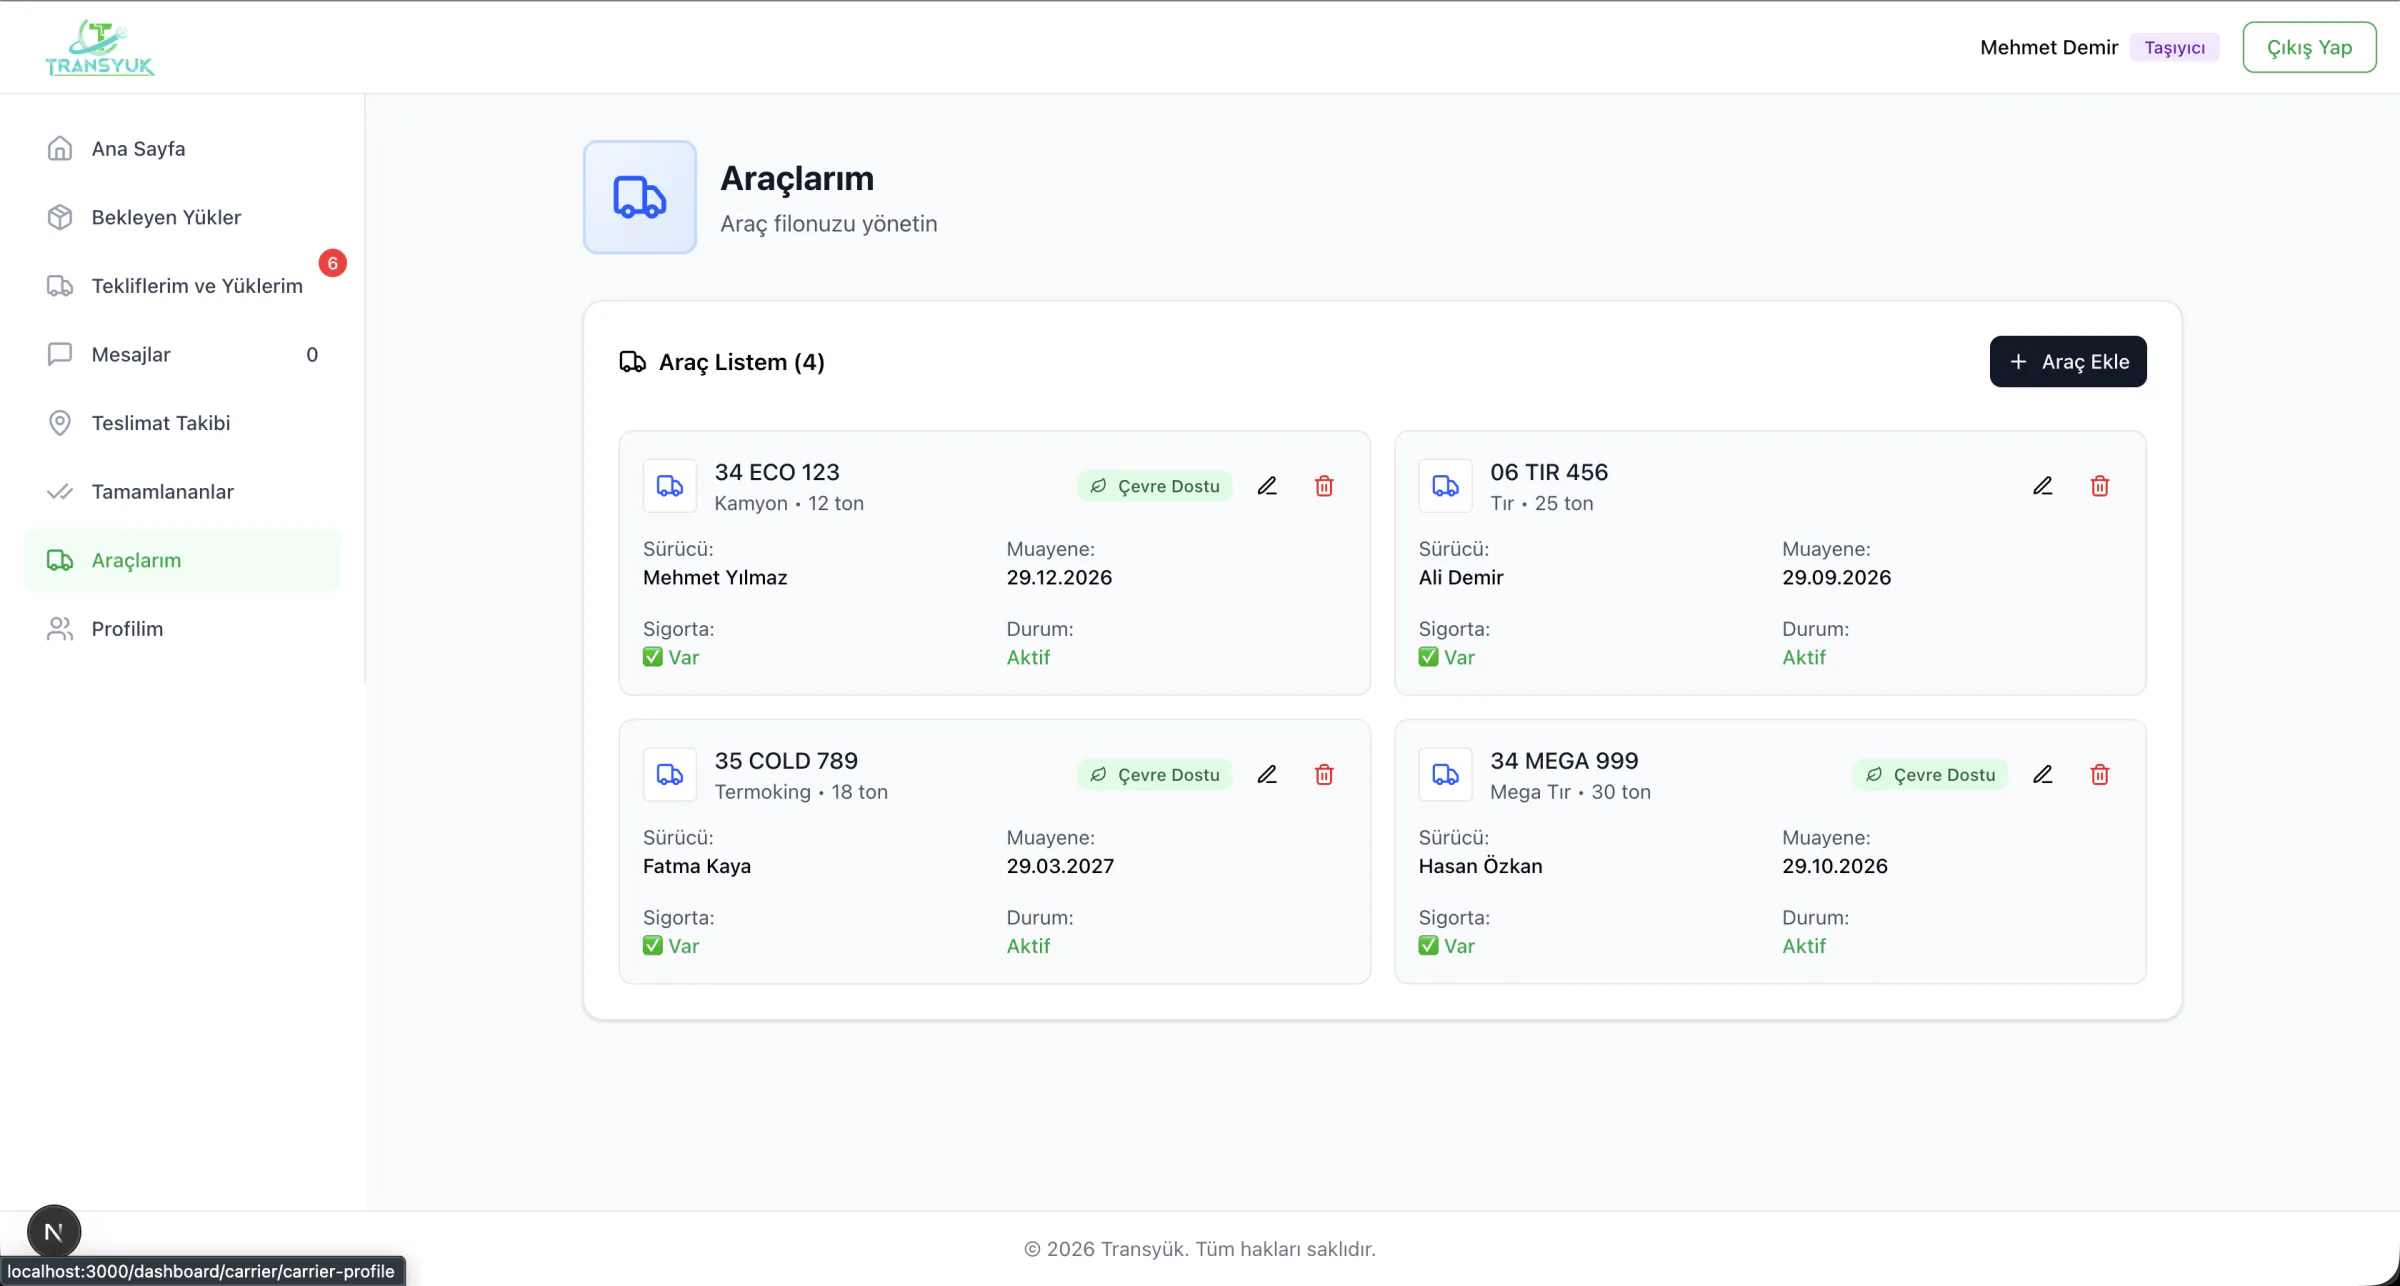 TRANSYUK
Mehmet Demir Taşıyıcı Çıkış Yap
Ana Sayfa
Bekleyen Yükler
Tekliflerim ve Yüklerim 6
Mesajlar 0
Teslimat Takibi
Tamamlananlar
Araçlarım
Profilim
Araçlarım
Araç filonuzu yönetin
Araç Listem (4)
+ Araç Ekle
34 ECO 123
Kamyon • 12 ton
Çevre Dostu
Sürücü: Muayene:
Mehmet Yılmaz 29.12.2026
Sigorta: Durum:
✅ Var Aktif
06 TIR 456
Tır • 25 ton
Sürücü: Muayene:
Ali Demir 29.09.2026
Sigorta: Durum:
✅ Var Aktif
35 COLD 789
Termoking • 18 ton
Çevre Dostu
Sürücü: Muayene:
Fatma Kaya 29.03.2027
Sigorta: Durum:
✅ Var Aktif
34 MEGA 999
Mega Tır • 30 ton
Çevre Dostu
Sürücü: Muayene:
Hasan Özkan 29.10.2026
Sigorta: Durum:
✅ Var Aktif
© 2026 Transyük. Tüm hakları saklıdır.
N
localhost:3000/dashboard/carrier/carrier-profile